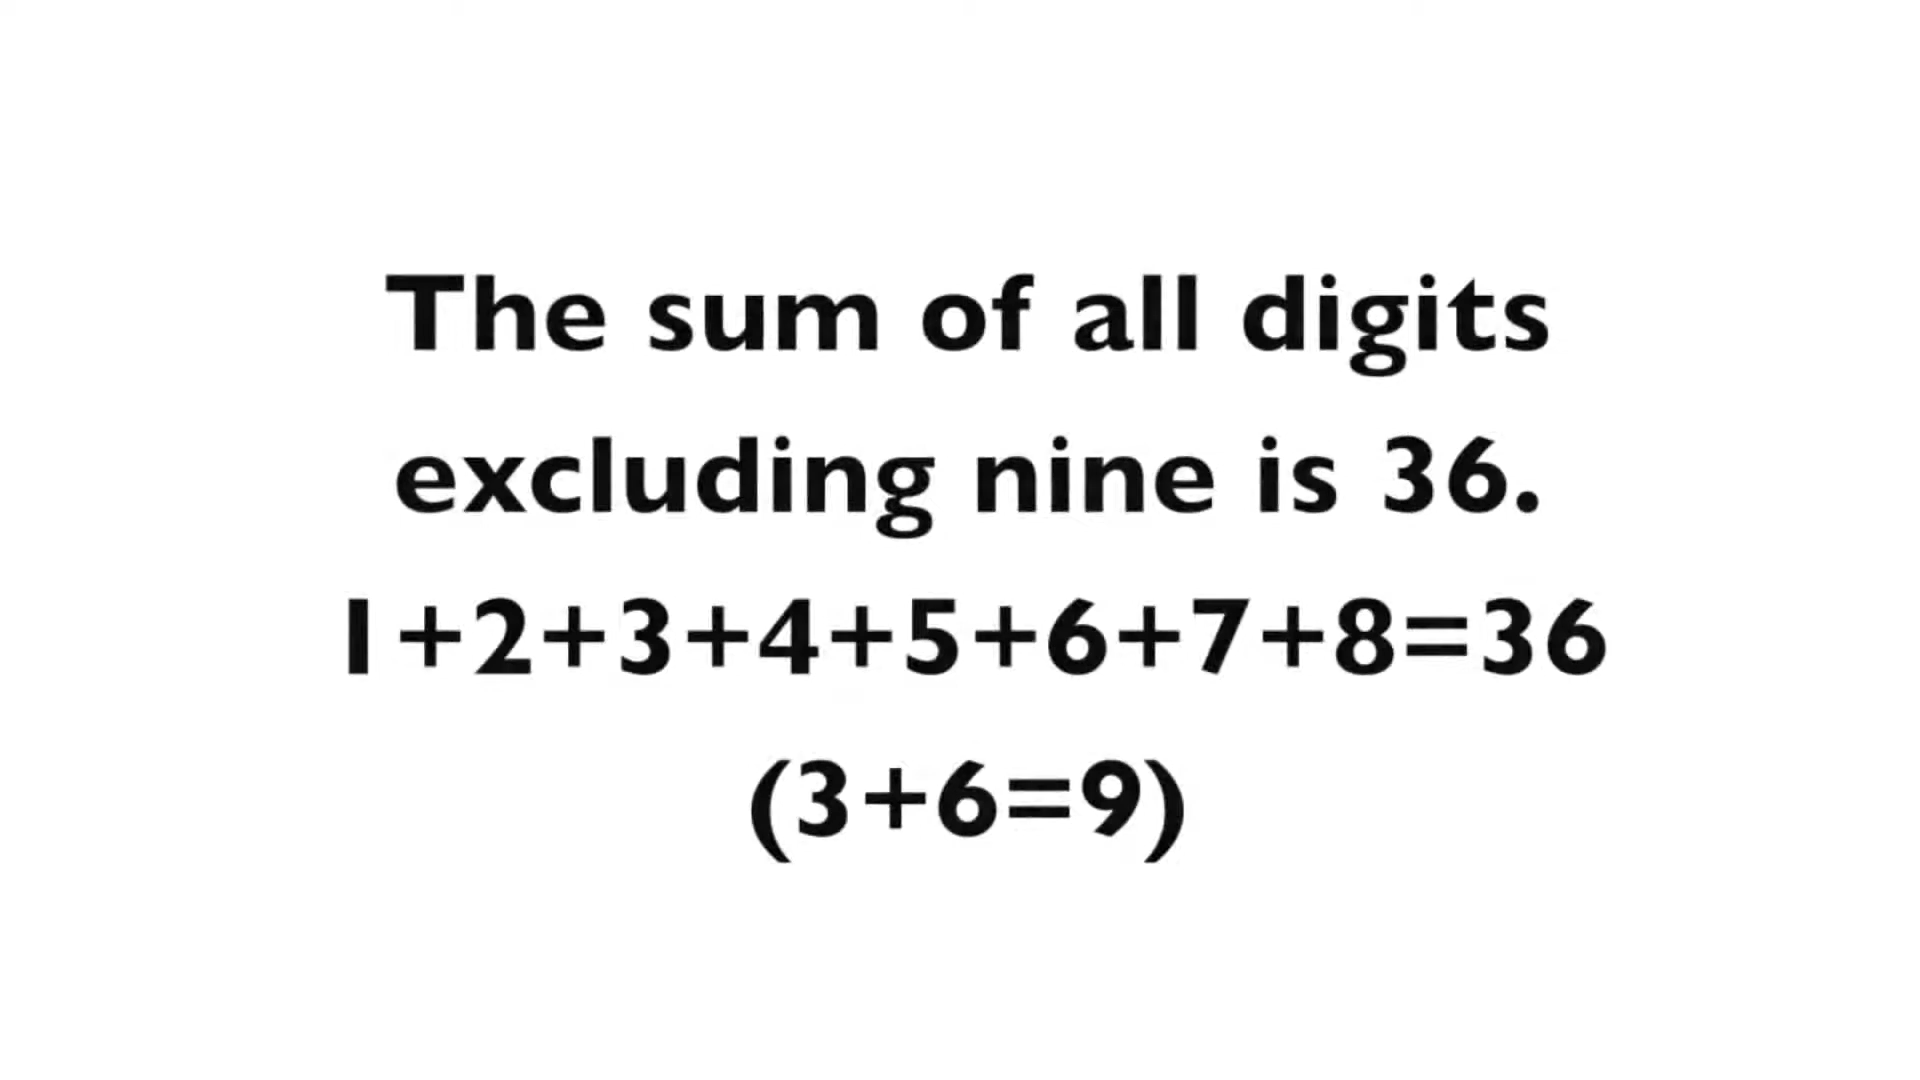 The sum of all digits
excluding nine is 36.
1+2+3+4+5+6+7+8=36
(3+6=9)